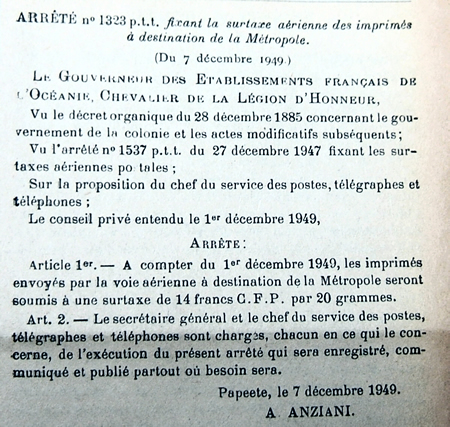 ARRÊTÉ nº 1323 p.t.t. fixant la surtaxe aérienne des imprimés
à destination de la Métropole.
(Du 7 décembre 1949.)
LE GOUVERNEUR DES ETABLISSEMENTS FRANÇAIS DE
L'OCÉANIE, CHEVALIER DE LA LÉGION D'HONNEUR,
Vu le décret organique du 28 décembre 1885 concernant le gou-
vernement de la colonie et les actes modificatifs subséquents;
Vu l'arrêté nº 1537 p.t.t. du 27 décembre 1947 fixant les sur-
taxes aériennes po tales;
Sur la proposition du chef du service des postes, télégraphes et
téléphones;
Le conseil privé entendu le 1er décembre 1949,
ARRÊTE:
Article 1er. — A compter du 1er décembre 1949, les imprimés
envoyés par la voie aérienne à destination de la Métropole seront
soumis à une surtaxe de 14 francs C.F.P. par 20 grammes.
Art. 2. — Le secrétaire général et le chef du service des postes,
télégraphes et téléphones sont chargés, chacun en ce qui le con-
cerne, de l'exécution du présent arrêté qui sera enregistré, com-
muniqué et publié partout où besoin sera.
Papeete, le 7 décembre 1949.
A. ANZIANI.